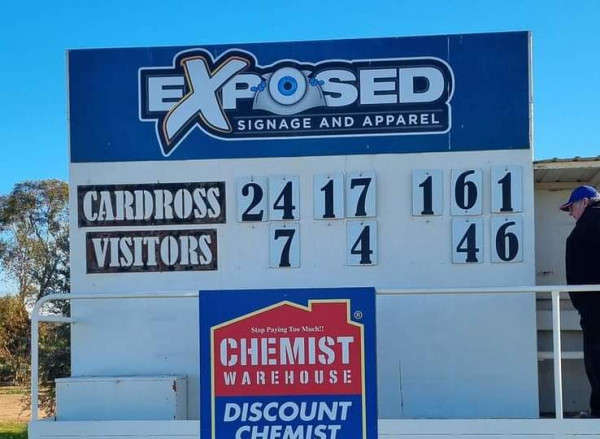 EXPOSED
SIGNAGE AND APPAREL
CARDROSS 24 17 161
VISITORS 7 4 46
Stop Paying Too Much!!
®
CHEMIST
WAREHOUSE
DISCOUNT
CHEMIST